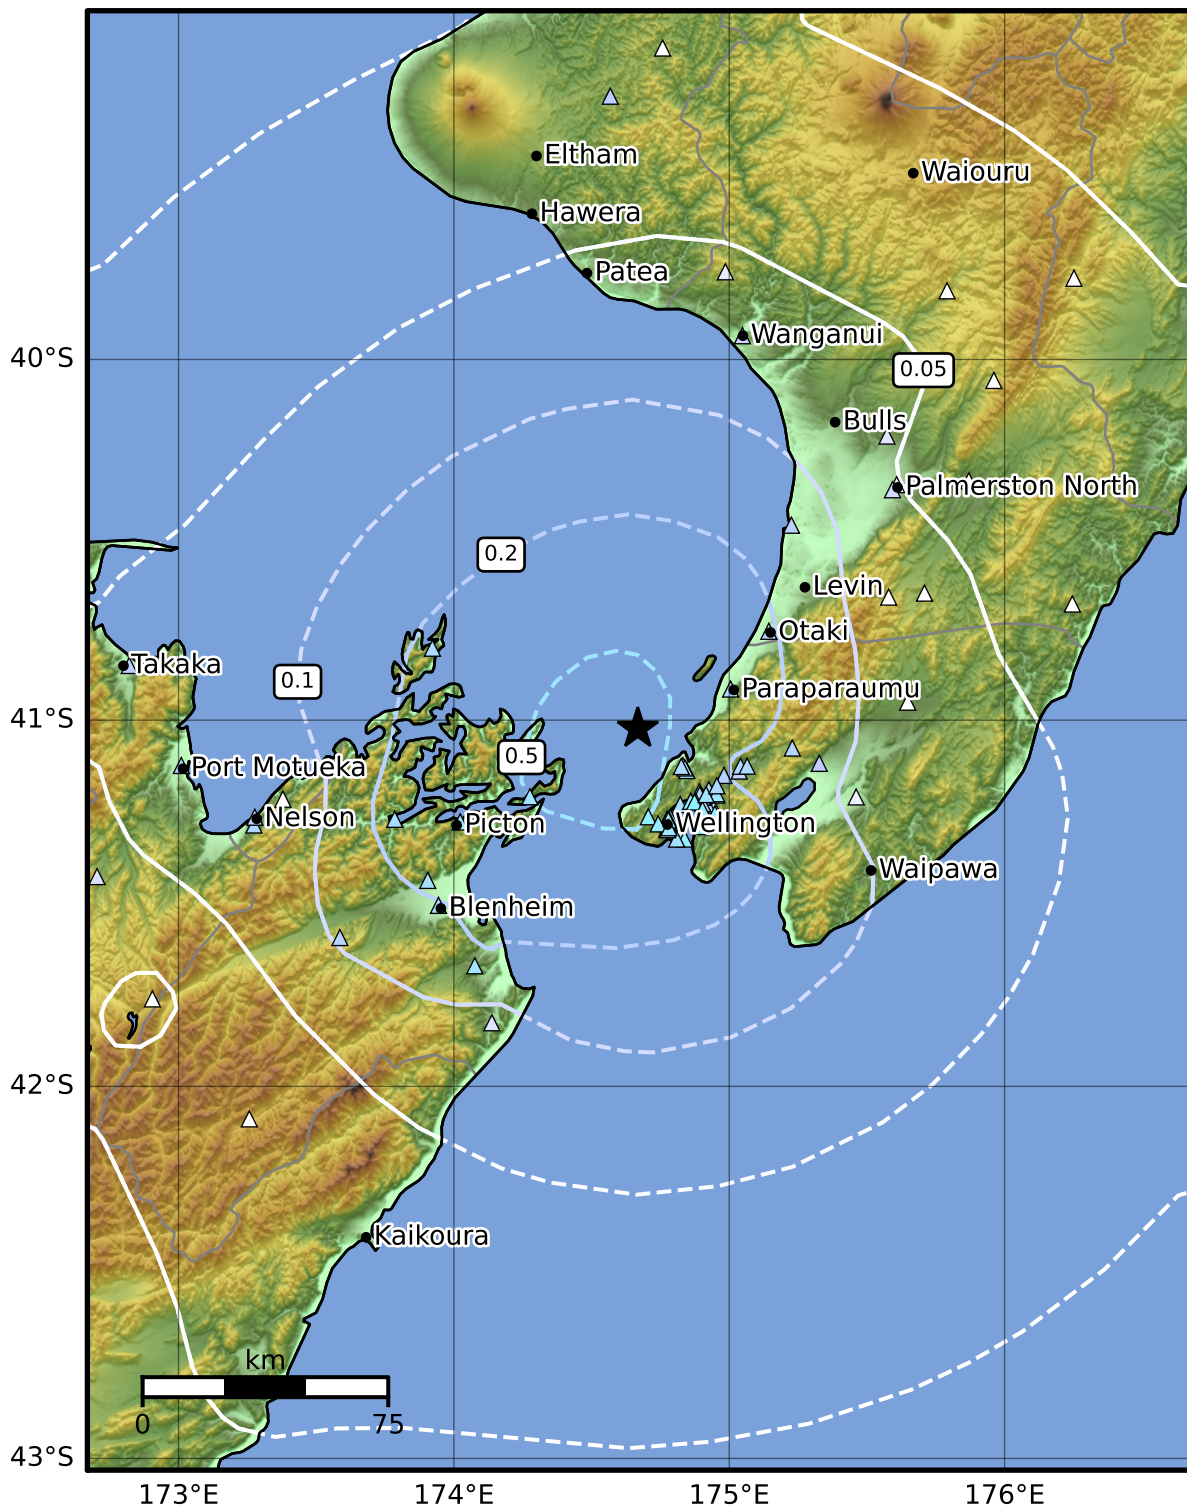 Eltham
Waiouru
Hawera
Patea
Wanganui
40°S
0.05
Bulls
Palmerston North
0.2
Levin
Otaki
Takaka
0.1
Paraparaumu
41°S
0.5
Port Motueka
Nelson
Picton
Wellington
Waipawa
Blenheim
42°S
Kaikoura
km
0 75
43°S
173°E 174°E 175°E 176°E